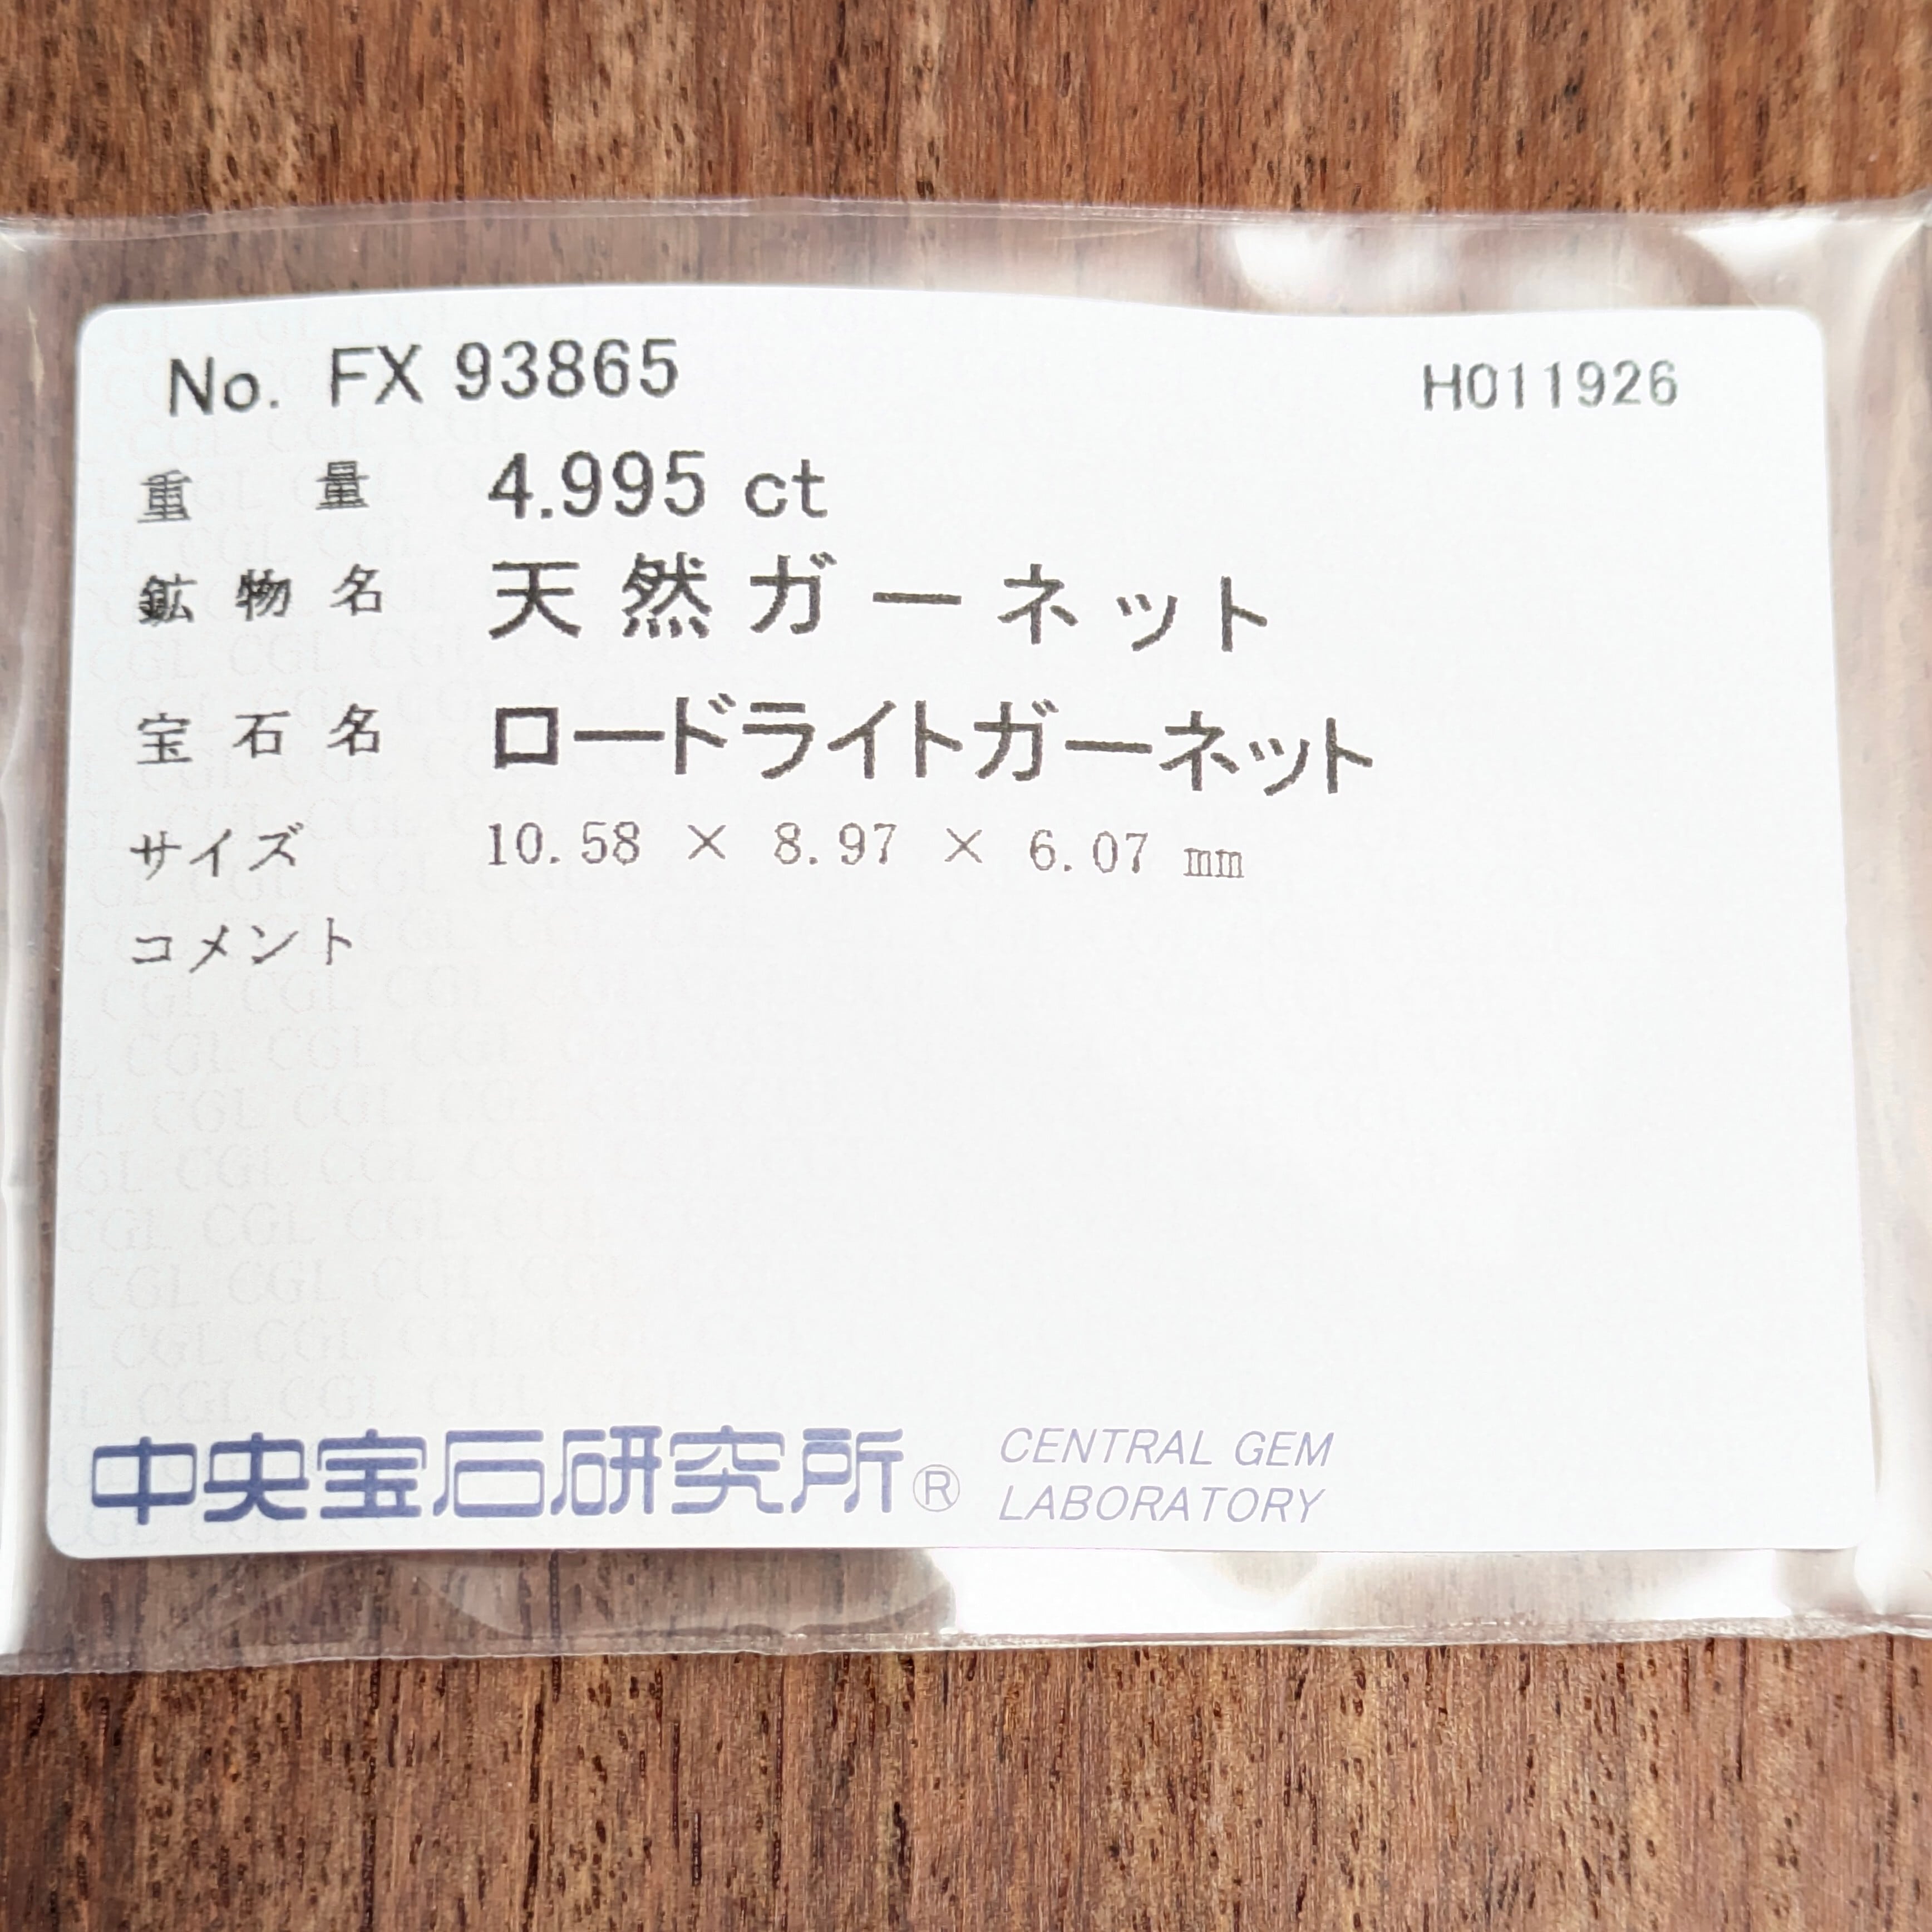 No. FX 93865 H011926
重量 4.995 ct
鉱物名 天然ガーネット
宝石名 ロードライトガーネット
サイズ 10.58 × 8.97 × 6.07 mm
コメント
中央宝石研究所® CENTRAL GEM
LABORATORY